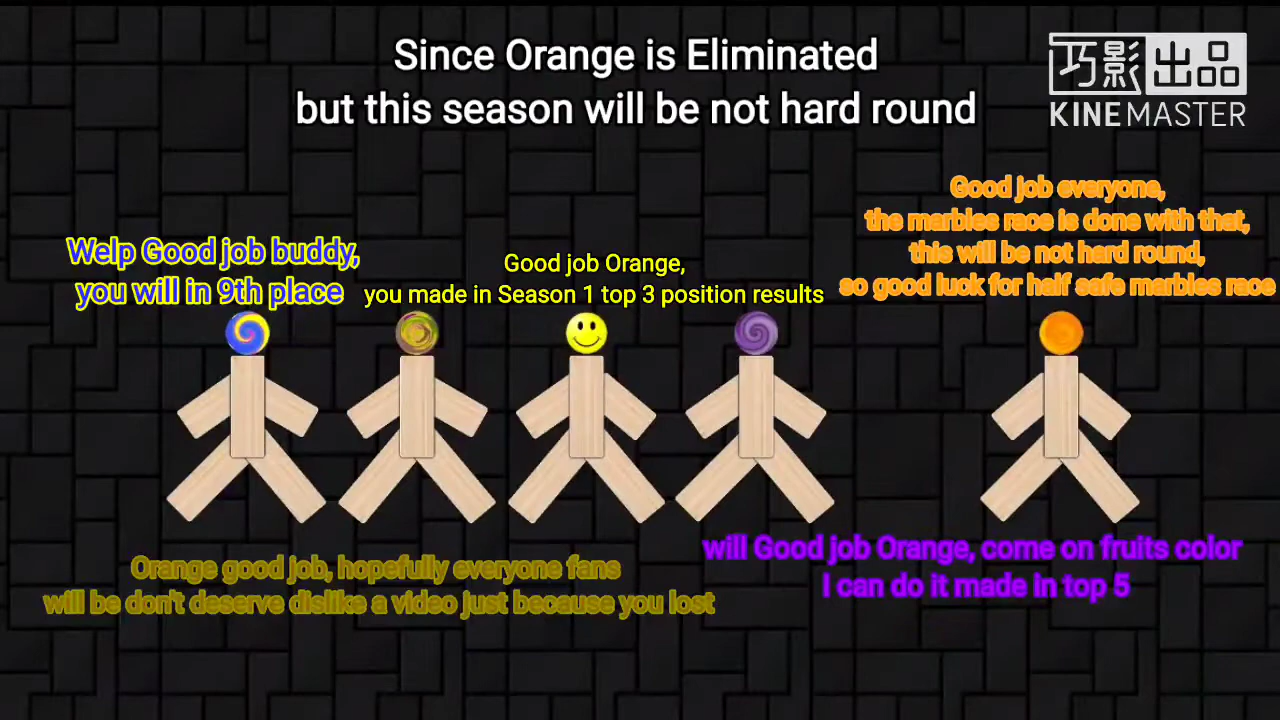 Since Orange is Eliminated
but this season will be not hard round
巧影出品
KINEMASTER
Good job everyone,
the marbles race is done with that,
this will be not hard round,
so good luck for half safe marbles race
Welp Good job buddy,
you will in 9th place
Good job Orange,
you made in Season 1 top 3 position results
will Good job Orange, come on fruits color
I can do it made in top 5
Orange good job, hopefully everyone fans
will be don't deserve dislike a video just because you lost